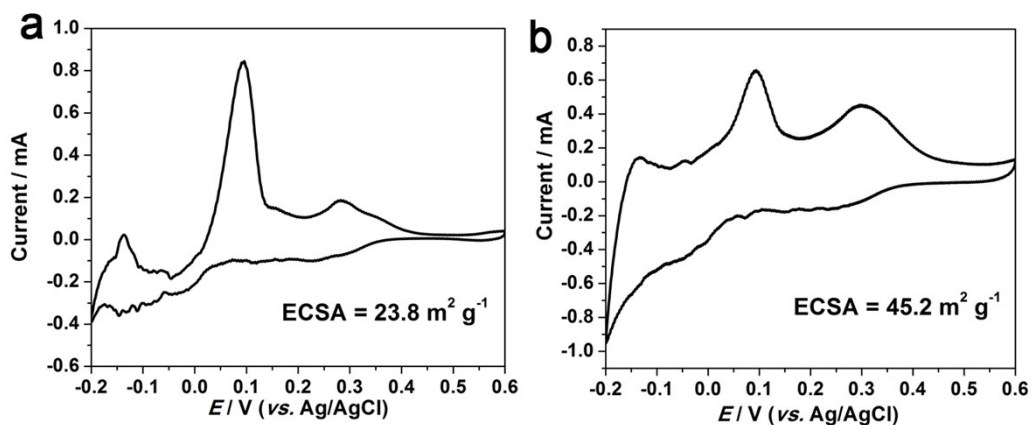 a
1.0
0.8
0.6
0.4
0.2
0.0
-0.2
-0.4
-0.6
Current / mA
ECSA = 23.8 m² g⁻¹
-0.2 -0.1 0.0 0.1 0.2 0.3 0.4 0.5 0.6
E / V (vs. Ag/AgCl)
b
0.8
0.6
0.4
0.2
0.0
-0.2
-0.4
-0.6
-0.8
-1.0
Current / mA
ECSA = 45.2 m² g⁻¹
-0.2 -0.1 0.0 0.1 0.2 0.3 0.4 0.5 0.6
E / V (vs. Ag/AgCl)